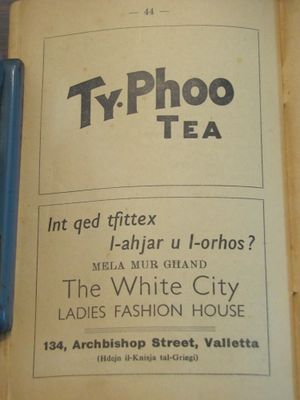 — 44 —
TY·PHOO
TEA
Int qed tfittex
l-ahjar u l-orhos?
MELA MUR GHAND
The White City
LADIES FASHION HOUSE
134, Archbishop Street, Valletta
(Hdejn il-Knisja tal-Griegi)